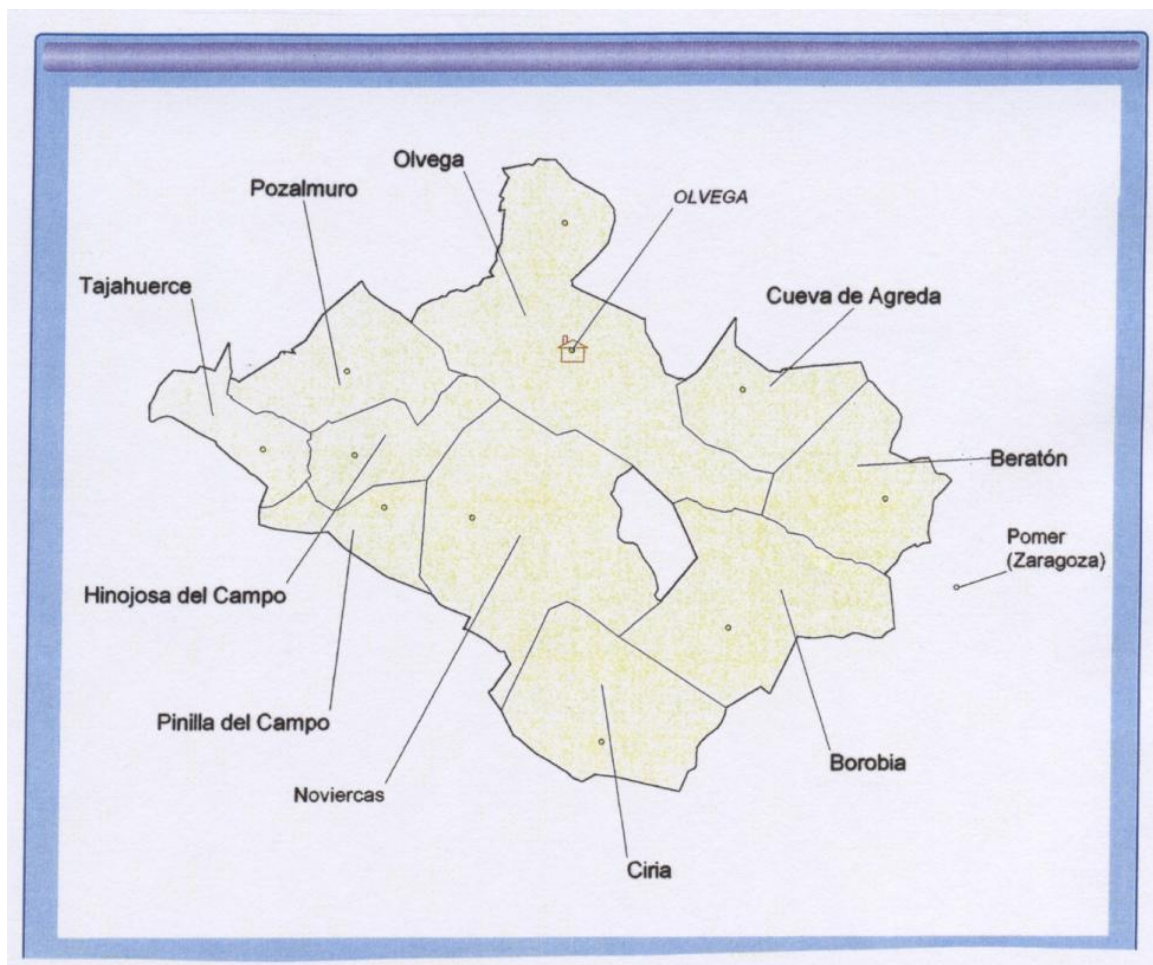 Olvega
Pozalmuro
OLVEGA
Tajahuerce
Cueva de Agreda
Beratón
Pomer
(Zaragoza)
Hinojosa del Campo
Pinilla del Campo
Borobia
Noviercas
Ciria